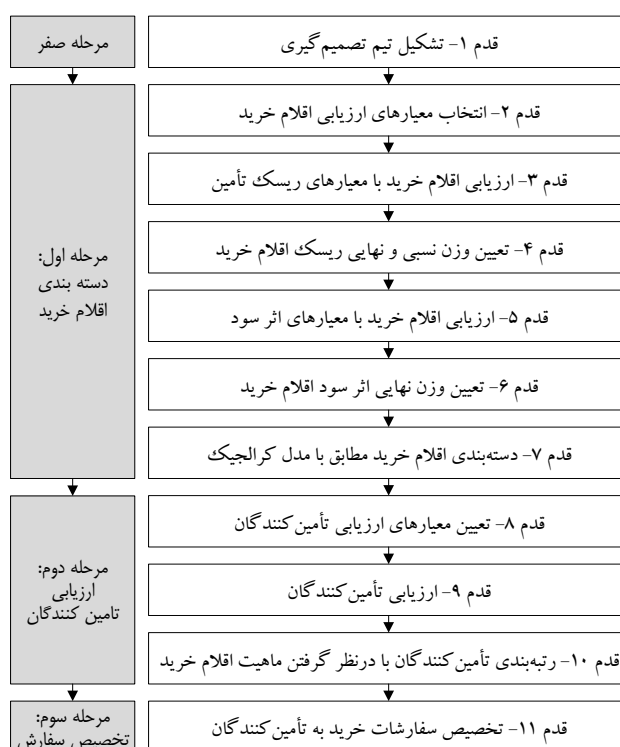 مرحله صفر
قدم ۱- تشکیل تیم تصمیم‌گیری
مرحله اول:
دسته بندی
اقلام خرید
قدم ۲- انتخاب معیارهای ارزیابی اقلام خرید
قدم ۳- ارزیابی اقلام خرید با معیارهای ریسک تأمین
قدم ۴- تعیین وزن نسبی و نهایی ریسک اقلام خرید
قدم ۵- ارزیابی اقلام خرید با معیارهای اثر سود
قدم ۶- تعیین وزن نهایی اثر سود اقلام خرید
قدم ۷- دسته‌بندی اقلام خرید مطابق با مدل کرالجیک
مرحله دوم:
ارزیابی
تامین کنندگان
قدم ۸- تعیین معیارهای ارزیابی تأمین‌کنندگان
قدم ۹- ارزیابی تأمین‌کنندگان
قدم ۱۰- رتبه‌بندی تأمین‌کنندگان با درنظر گرفتن ماهیت اقلام خرید
مرحله سوم:
تخصیص سفارش
قدم ۱۱- تخصیص سفارشات خرید به تأمین‌کنندگان